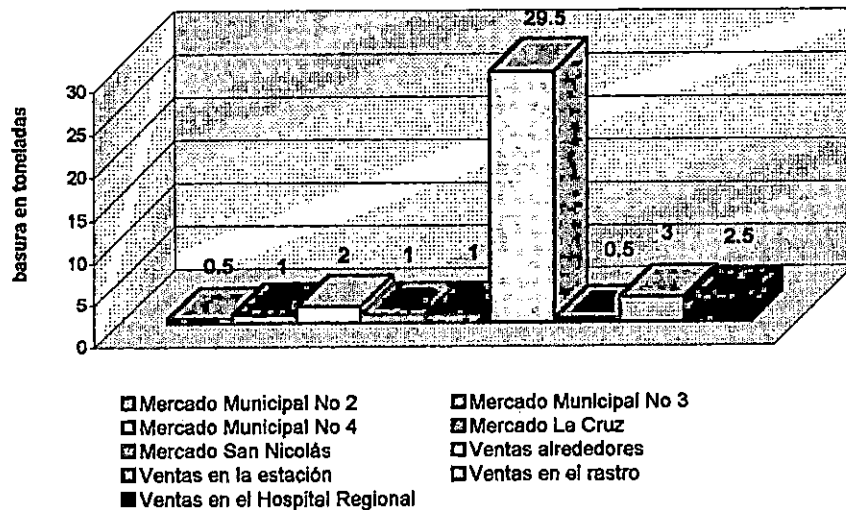 29.5
30
25
20
15
10
5
0
basura en toneladas
0.5 1 2 1 1 0.5 3 2.5
Mercado Municipal No 2 Mercado Municipal No 3
Mercado Municipal No 4 Mercado La Cruz
Mercado San Nicolás Ventas alrededores
Ventas en la estación Ventas en el rastro
Ventas en el Hospital Regional